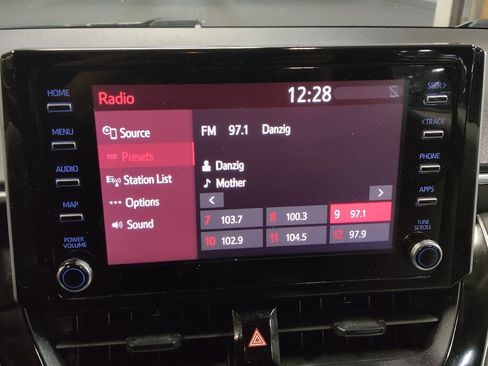 HOME
MENU
AUDIO
MAP
POWER
VOLUME
Radio
12:28
Source
Presets
Station List
Options
Sound
FM 97.1 Danzig
Danzig
Mother
< >
7 103.7 8 100.3 9 97.1
10 102.9 11 104.5 12 97.9
SEEK>
<TRACK
PHONE
APPS
TUNE
SCROLL